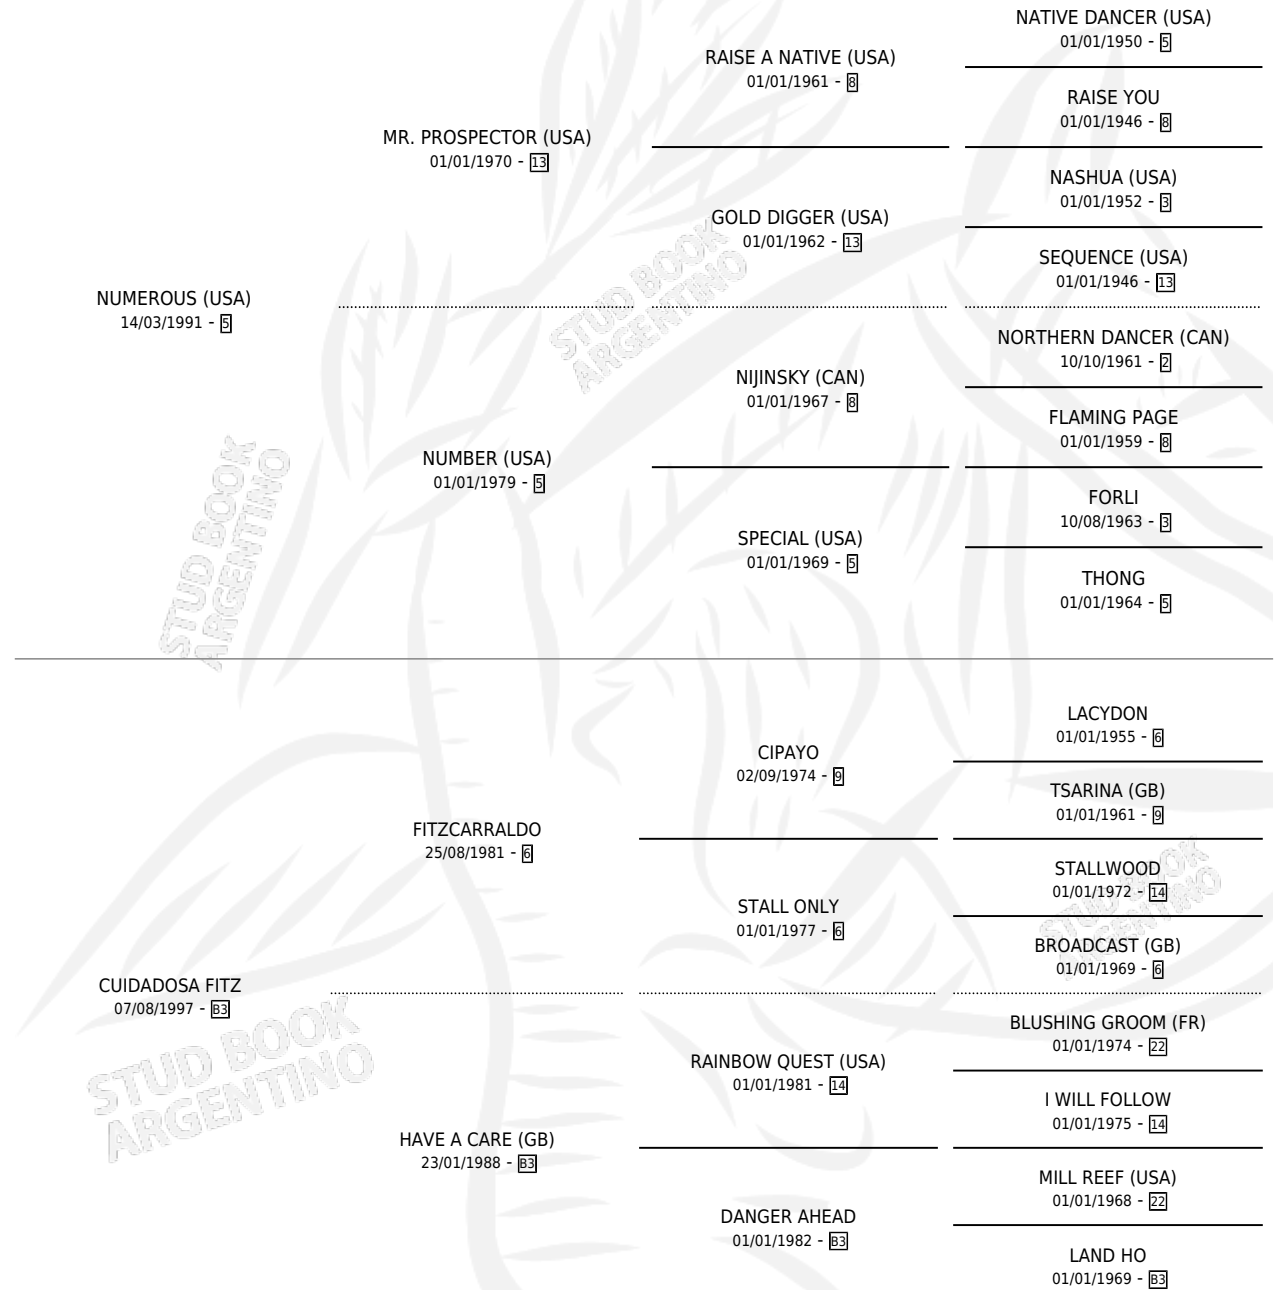 NATIVE DANCER (USA)
01/01/1950 - 5
RAISE A NATIVE (USA)
01/01/1961 - 8
RAISE YOU
01/01/1946 - 8
MR. PROSPECTOR (USA)
01/01/1970 - 13
NASHUA (USA)
01/01/1952 - 3
GOLD DIGGER (USA)
01/01/1962 - 13
SEQUENCE (USA)
01/01/1946 - 13
NUMEROUS (USA)
14/03/1991 - 5
NORTHERN DANCER (CAN)
10/10/1961 - 2
NIJINSKY (CAN)
01/01/1967 - 8
FLAMING PAGE
01/01/1959 - 8
NUMBER (USA)
01/01/1979 - 5
FORLI
10/08/1963 - 3
SPECIAL (USA)
01/01/1969 - 5
THONG
01/01/1964 - 5
LACYDON
01/01/1955 - 6
CIPAYO
02/09/1974 - 9
TSARINA (GB)
01/01/1961 - 9
FITZCARRALDO
25/08/1981 - 6
STALLWOOD
01/01/1972 - 14
STALL ONLY
01/01/1977 - 6
BROADCAST (GB)
01/01/1969 - 6
CUIDADOSA FITZ
07/08/1997 - B3
BLUSHING GROOM (FR)
01/01/1974 - 22
RAINBOW QUEST (USA)
01/01/1981 - 14
I WILL FOLLOW
01/01/1975 - 14
HAVE A CARE (GB)
23/01/1988 - B3
MILL REEF (USA)
01/01/1968 - 22
DANGER AHEAD
01/01/1982 - B3
LAND HO
01/01/1969 - B3
STUD BOOK
ARGENTINO
STUD BOOK
ARGENTINO
STUD BOOK
ARGENTINO
STUD BOOK
ARGENTINO